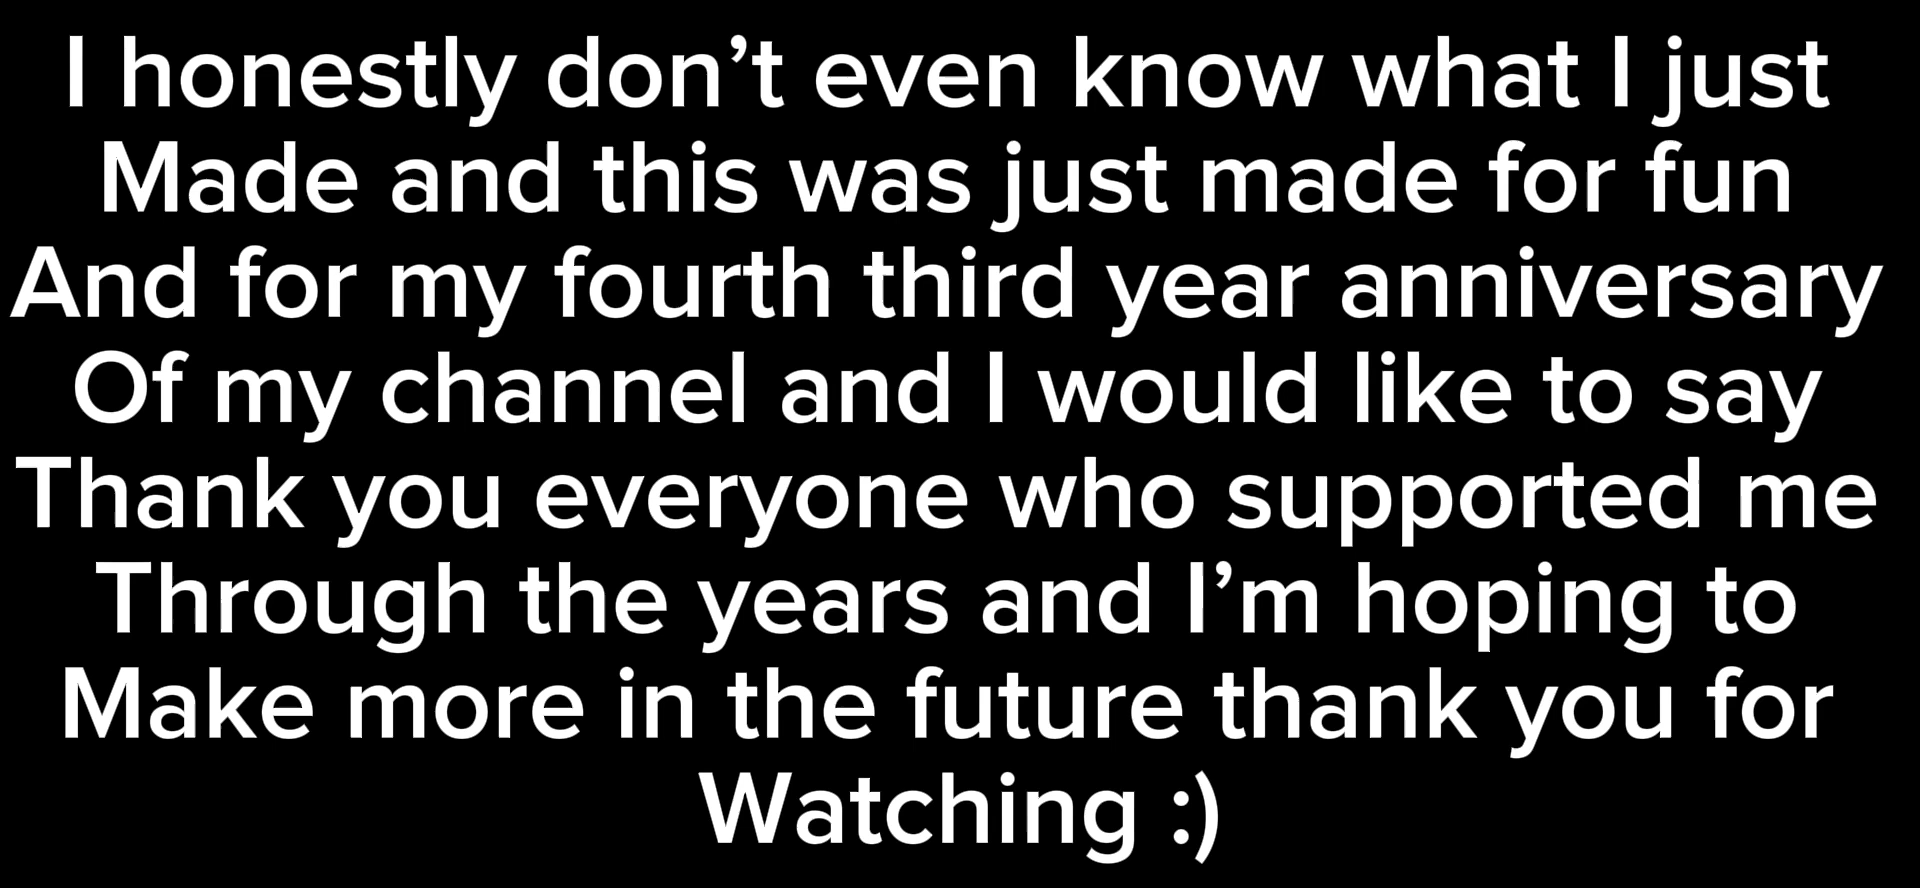 I honestly don’t even know what I just
Made and this was just made for fun
And for my fourth third year anniversary
Of my channel and I would like to say
Thank you everyone who supported me
Through the years and I’m hoping to
Make more in the future thank you for
Watching :)